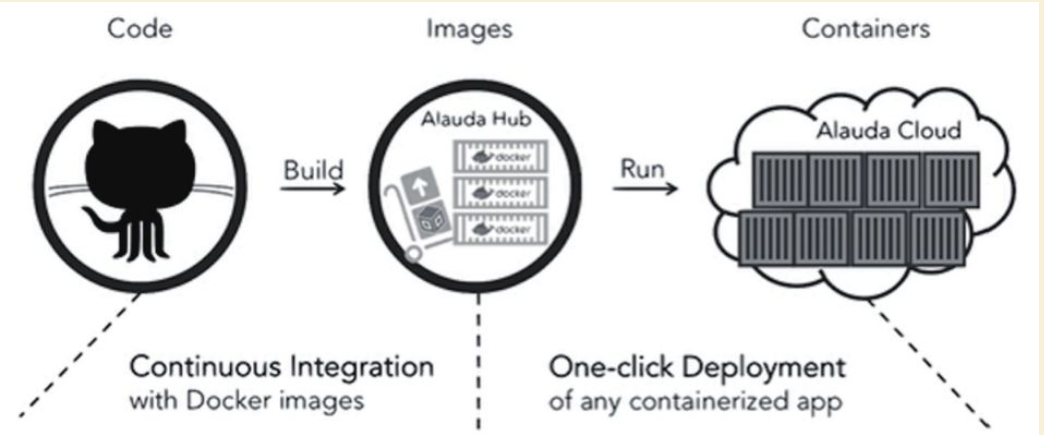 Code
Images
Containers
Alauda Hub
docker
docker
docker
Build
Run
Alauda Cloud
Continuous Integration
with Docker images
One-click Deployment
of any containerized app